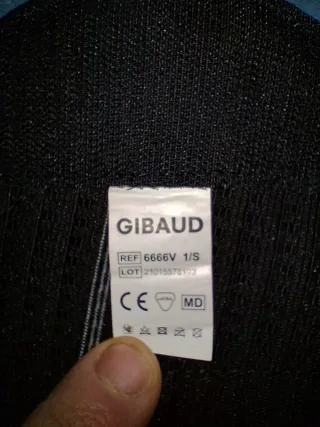 GIBAUD
REF 6666V 1/S
LOT
CE MD